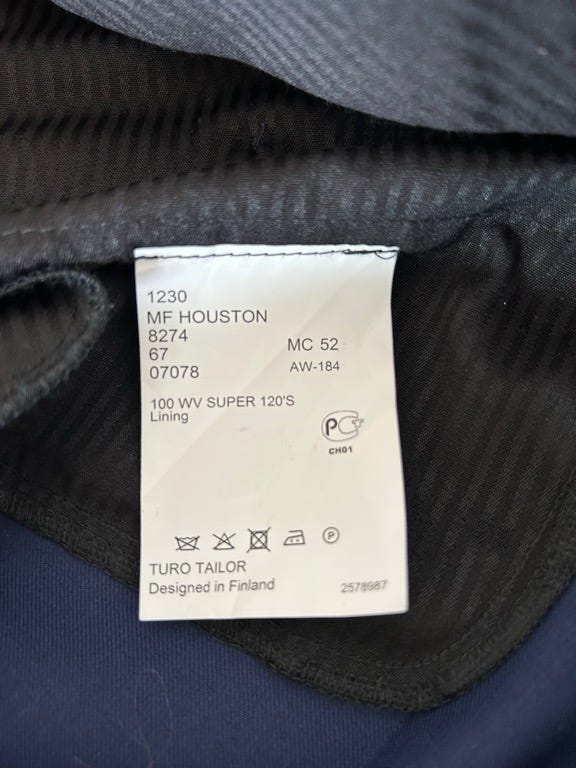 1230
MF HOUSTON
8274
67 MC 52
07078 AW-184
100 WV SUPER 120'S
Lining
PCT
CH01
P
TURO TAILOR
Designed in Finland 2578987